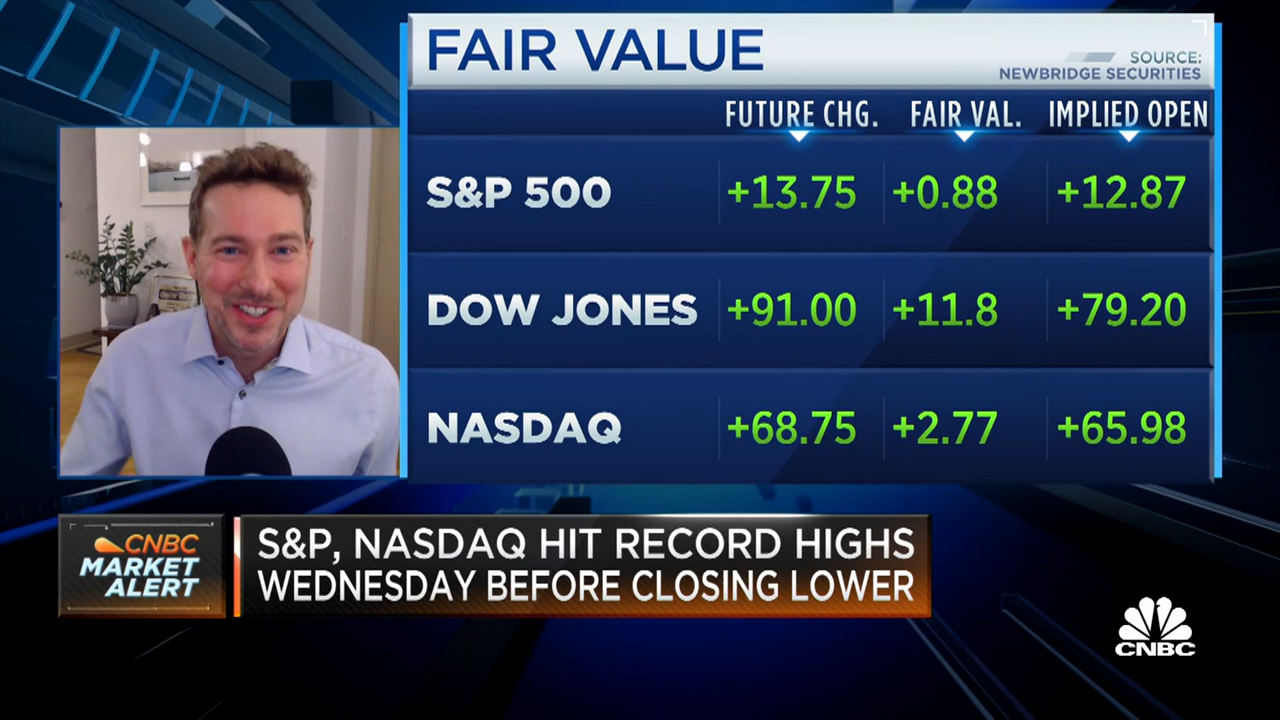 FAIR VALUE
SOURCE:
NEWBRIDGE SECURITIES
FUTURE CHG. FAIR VAL. IMPLIED OPEN
S&P 500 +13.75 +0.88 +12.87
DOW JONES +91.00 +11.8 +79.20
NASDAQ +68.75 +2.77 +65.98
CNBC
MARKET
ALERT
S&P, NASDAQ HIT RECORD HIGHS
WEDNESDAY BEFORE CLOSING LOWER
CNBC